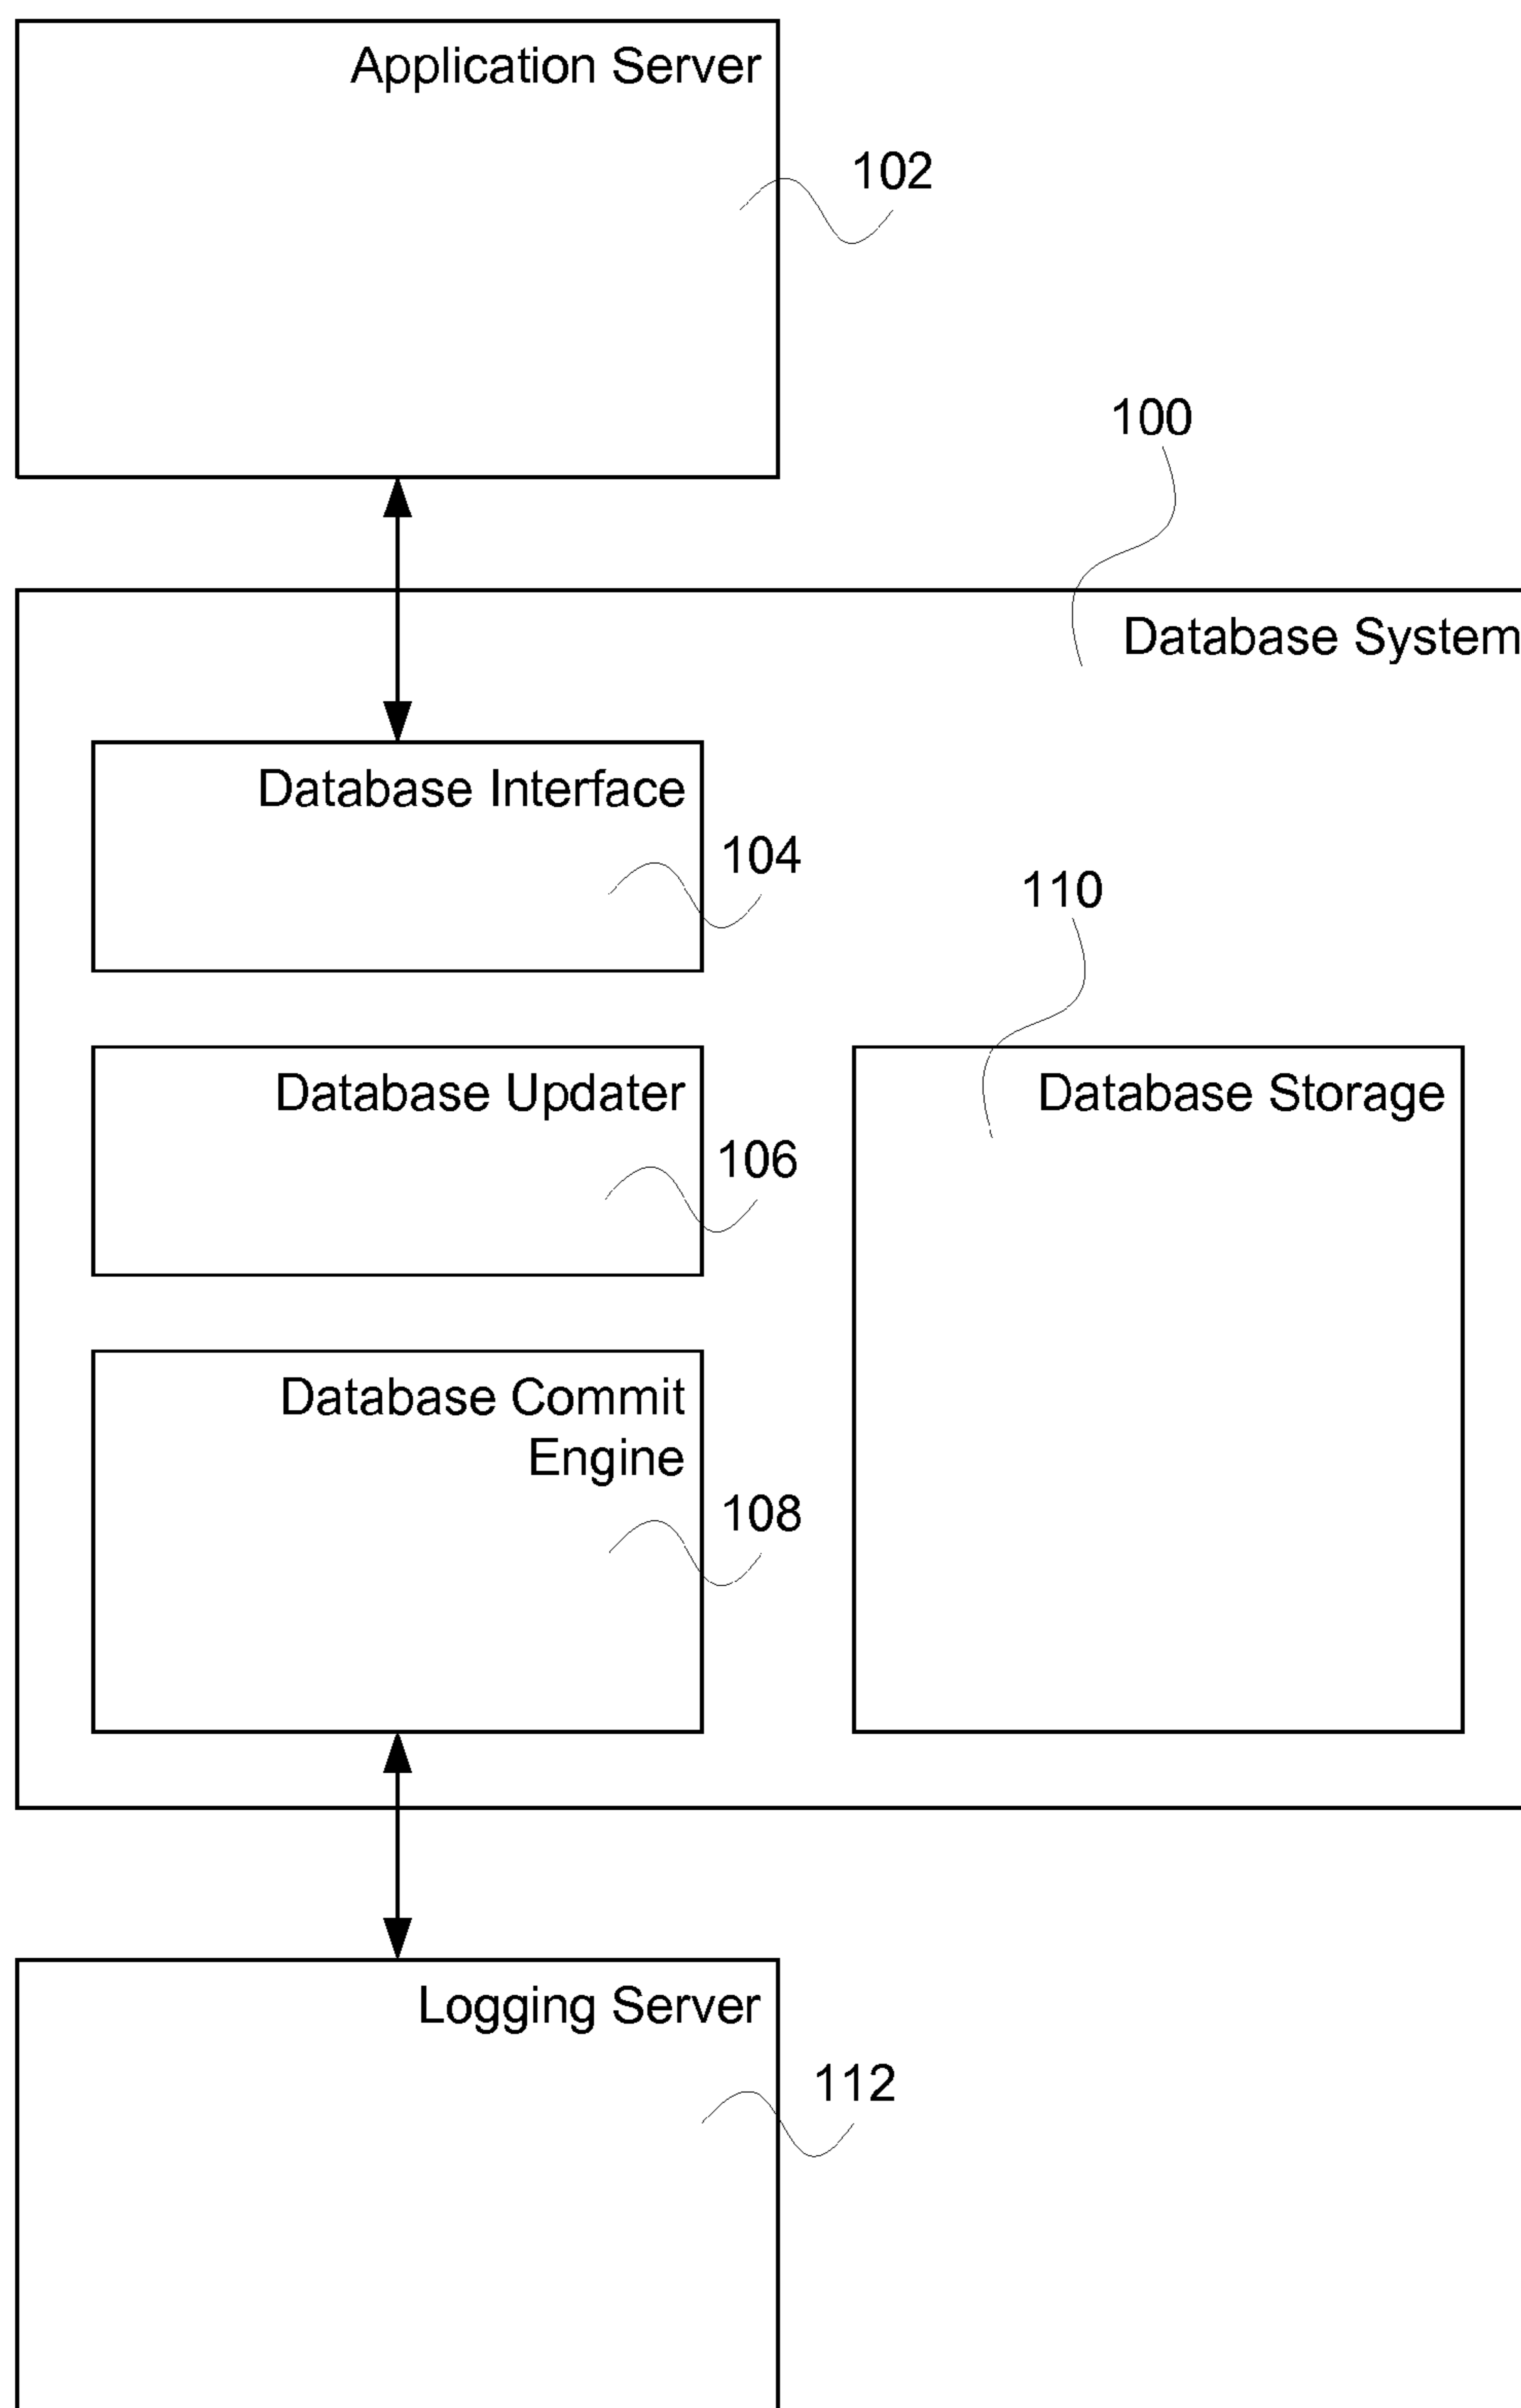 Application Server
102
100
Database System
Database Interface
104
110
Database Updater
Database Storage
106
Database Commit
Engine
108
Logging Server
112